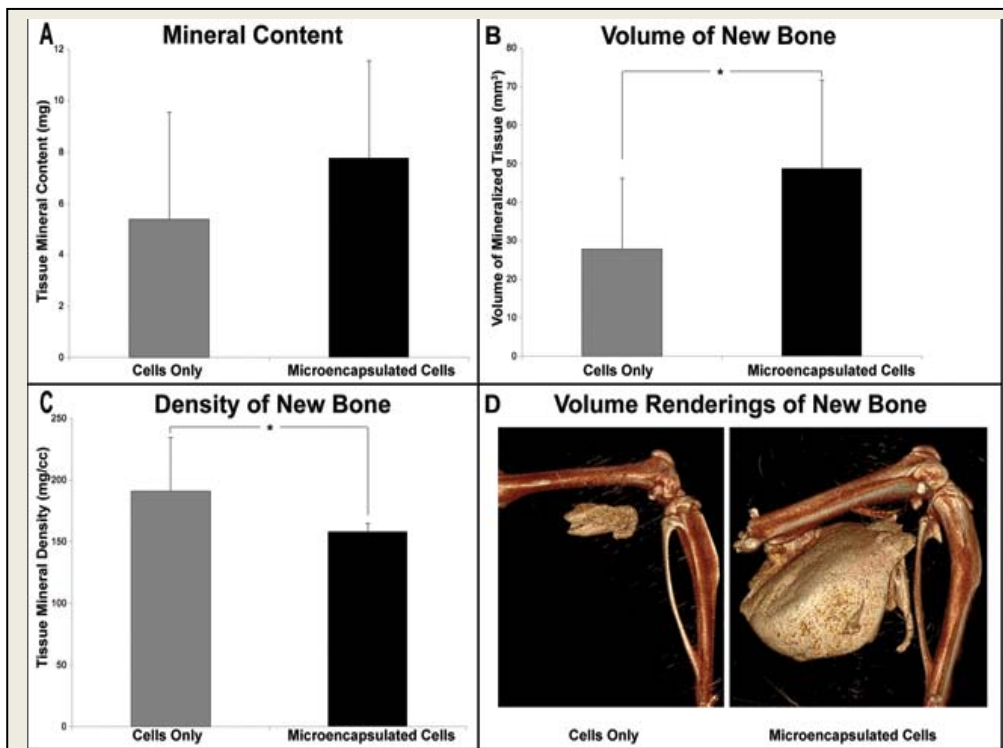 A Mineral Content
Tissue Mineral Content (mg)
12
10
8
6
4
2
0
Cells Only Microencapsulated Cells
B Volume of New Bone
Volume of Mineralized Tissue (mm³)
80
70
60
50
40
30
20
10
0
*
Cells Only Microencapsulated Cells
C Density of New Bone
Tissue Mineral Density (mg/cc)
250
200
150
100
50
0
*
Cells Only Microencapsulated Cells
D Volume Renderings of New Bone
Cells Only Microencapsulated Cells